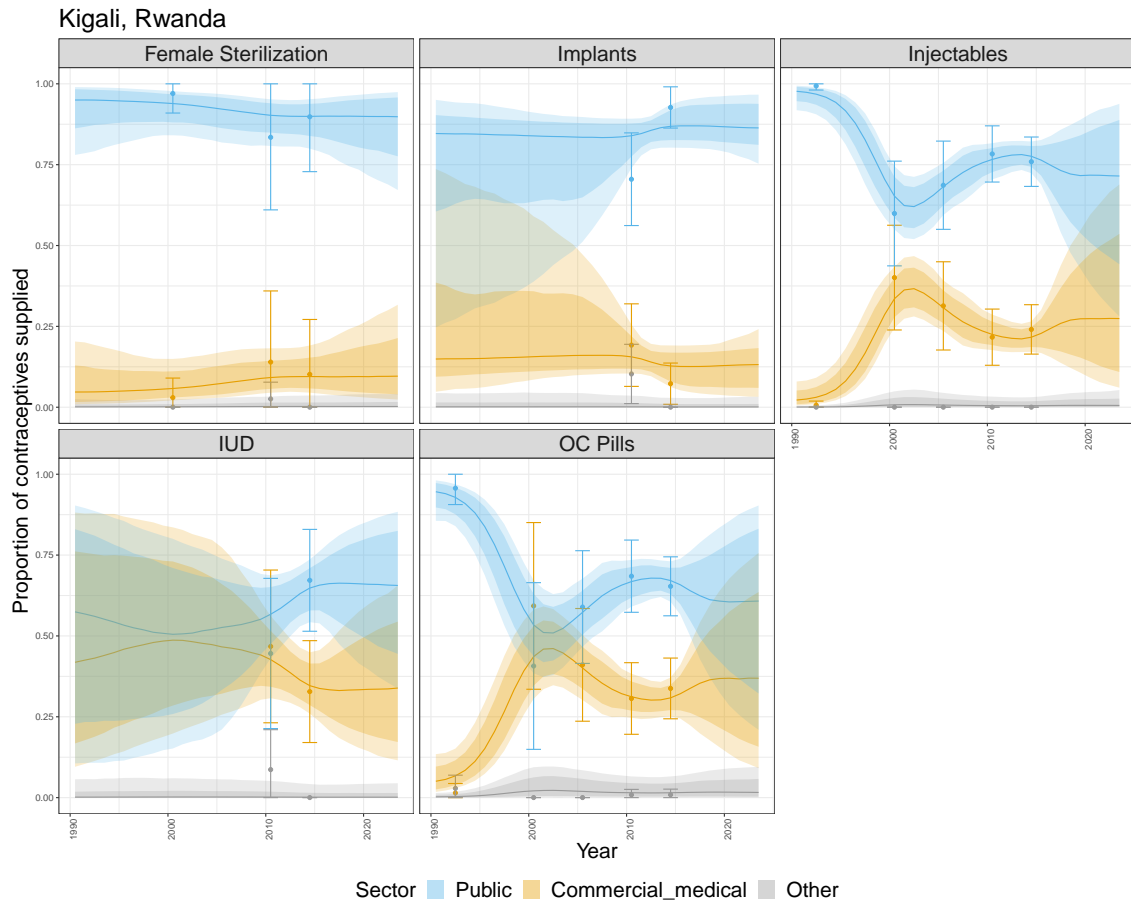 Kigali, Rwanda
Female Sterilization
Implants
Injectables
Proportion of contraceptives supplied
1.00
0.75
0.50
0.25
0.00
1990
2000
2010
2020
IUD
OC Pills
1.00
0.75
0.50
0.25
0.00
1990
2000
2010
2020
1990
2000
2010
2020
Year
Sector Public Commercial_medical Other